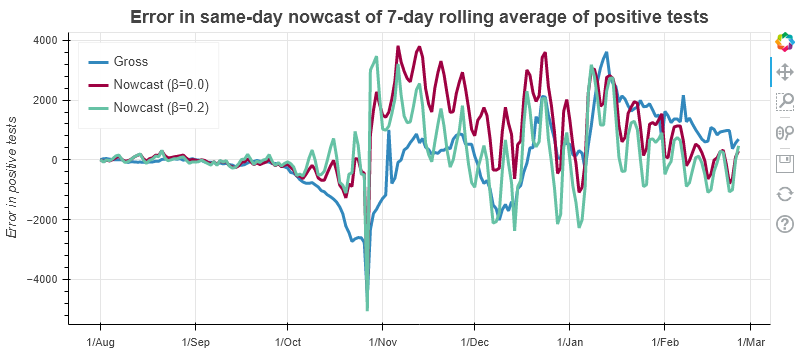 Error in same-day nowcast of 7-day rolling average of positive tests
Gross
Nowcast (β=0.0)
Nowcast (β=0.2)
Error in positive tests
4000
2000
0
−2000
−4000
1/Aug 1/Sep 1/Oct 1/Nov 1/Dec 1/Jan 1/Feb 1/Mar